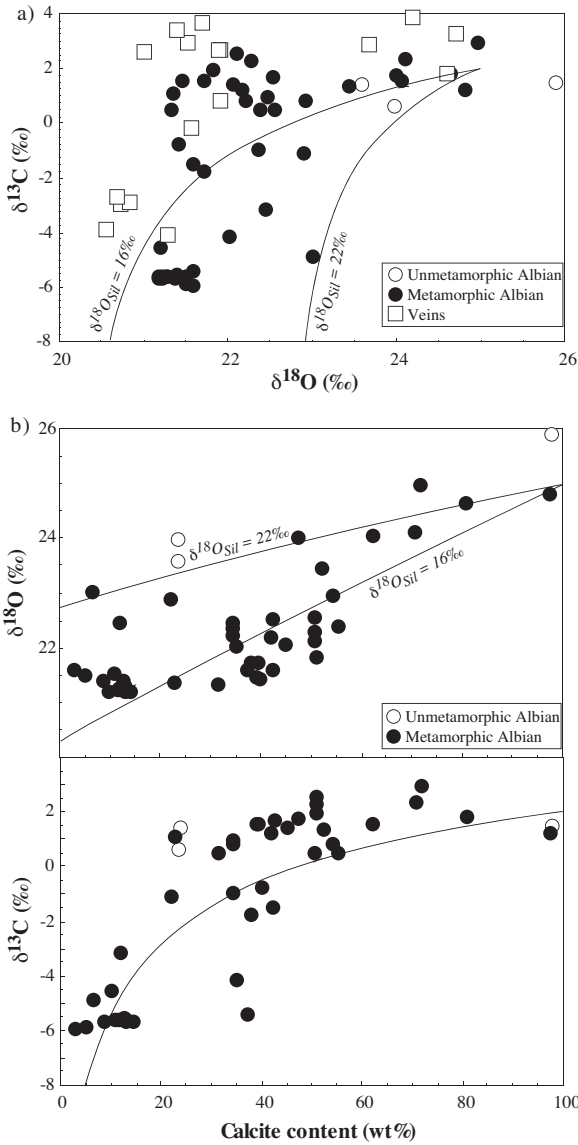 a)
4
2
0
-2
-4
-6
-8
δ13C (‰)
δ18OSil = 16‰
δ18OSil = 22‰
Unmetamorphic Albian
Metamorphic Albian
Veins
20 22 24 26
δ18O (‰)
b)
26
24
22
δ18O (‰)
δ18OSil = 22‰
δ18OSil = 16‰
Unmetamorphic Albian
Metamorphic Albian
2
0
-2
-4
-6
-8
δ13C (‰)
0 20 40 60 80 100
Calcite content (wt%)